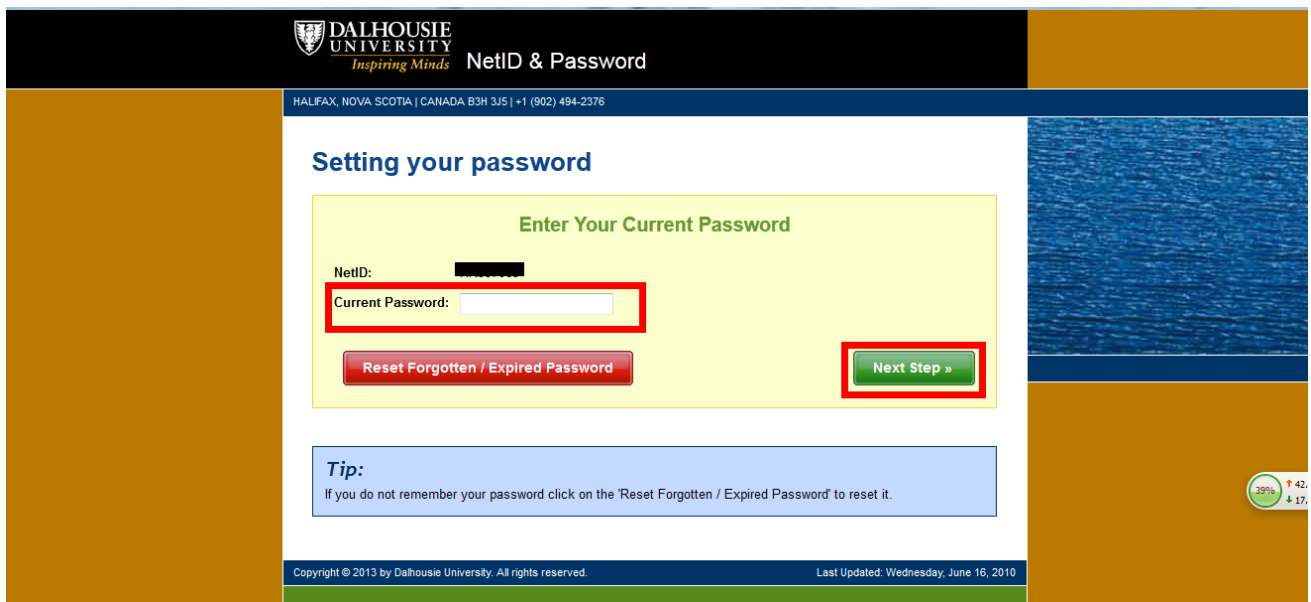 DALHOUSIE
UNIVERSITY
Inspiring Minds
NetID & Password
HALIFAX, NOVA SCOTIA | CANADA B3H 3J5 | +1 (902) 494-2376
Setting your password
Enter Your Current Password
NetID:
Current Password:
Reset Forgotten / Expired Password
Next Step »
Tip:
If you do not remember your password click on the 'Reset Forgotten / Expired Password' to reset it.
39%
↑ 42.
↓ 17.
Copyright © 2013 by Dalhousie University. All rights reserved.
Last Updated: Wednesday, June 16, 2010